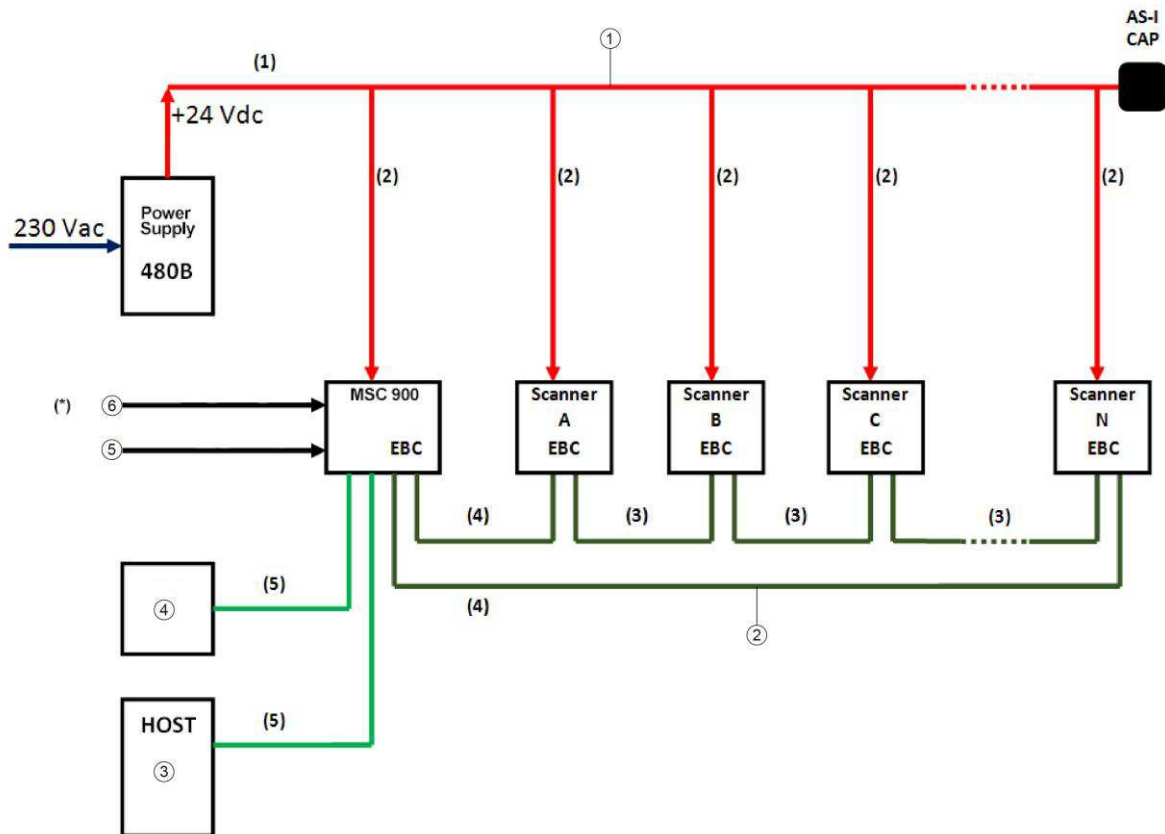 AS-I
CAP
(1)
①
+24 Vdc
(2)
(2)
(2)
(2)
(2)
Power
Supply
480B
230 Vac
MSC 900
EBC
Scanner
A
EBC
Scanner
B
EBC
Scanner
C
EBC
Scanner
N
EBC
(*)
⑥
⑤
(4)
(3)
(3)
(3)
(5)
(4)
④
②
HOST
(5)
③